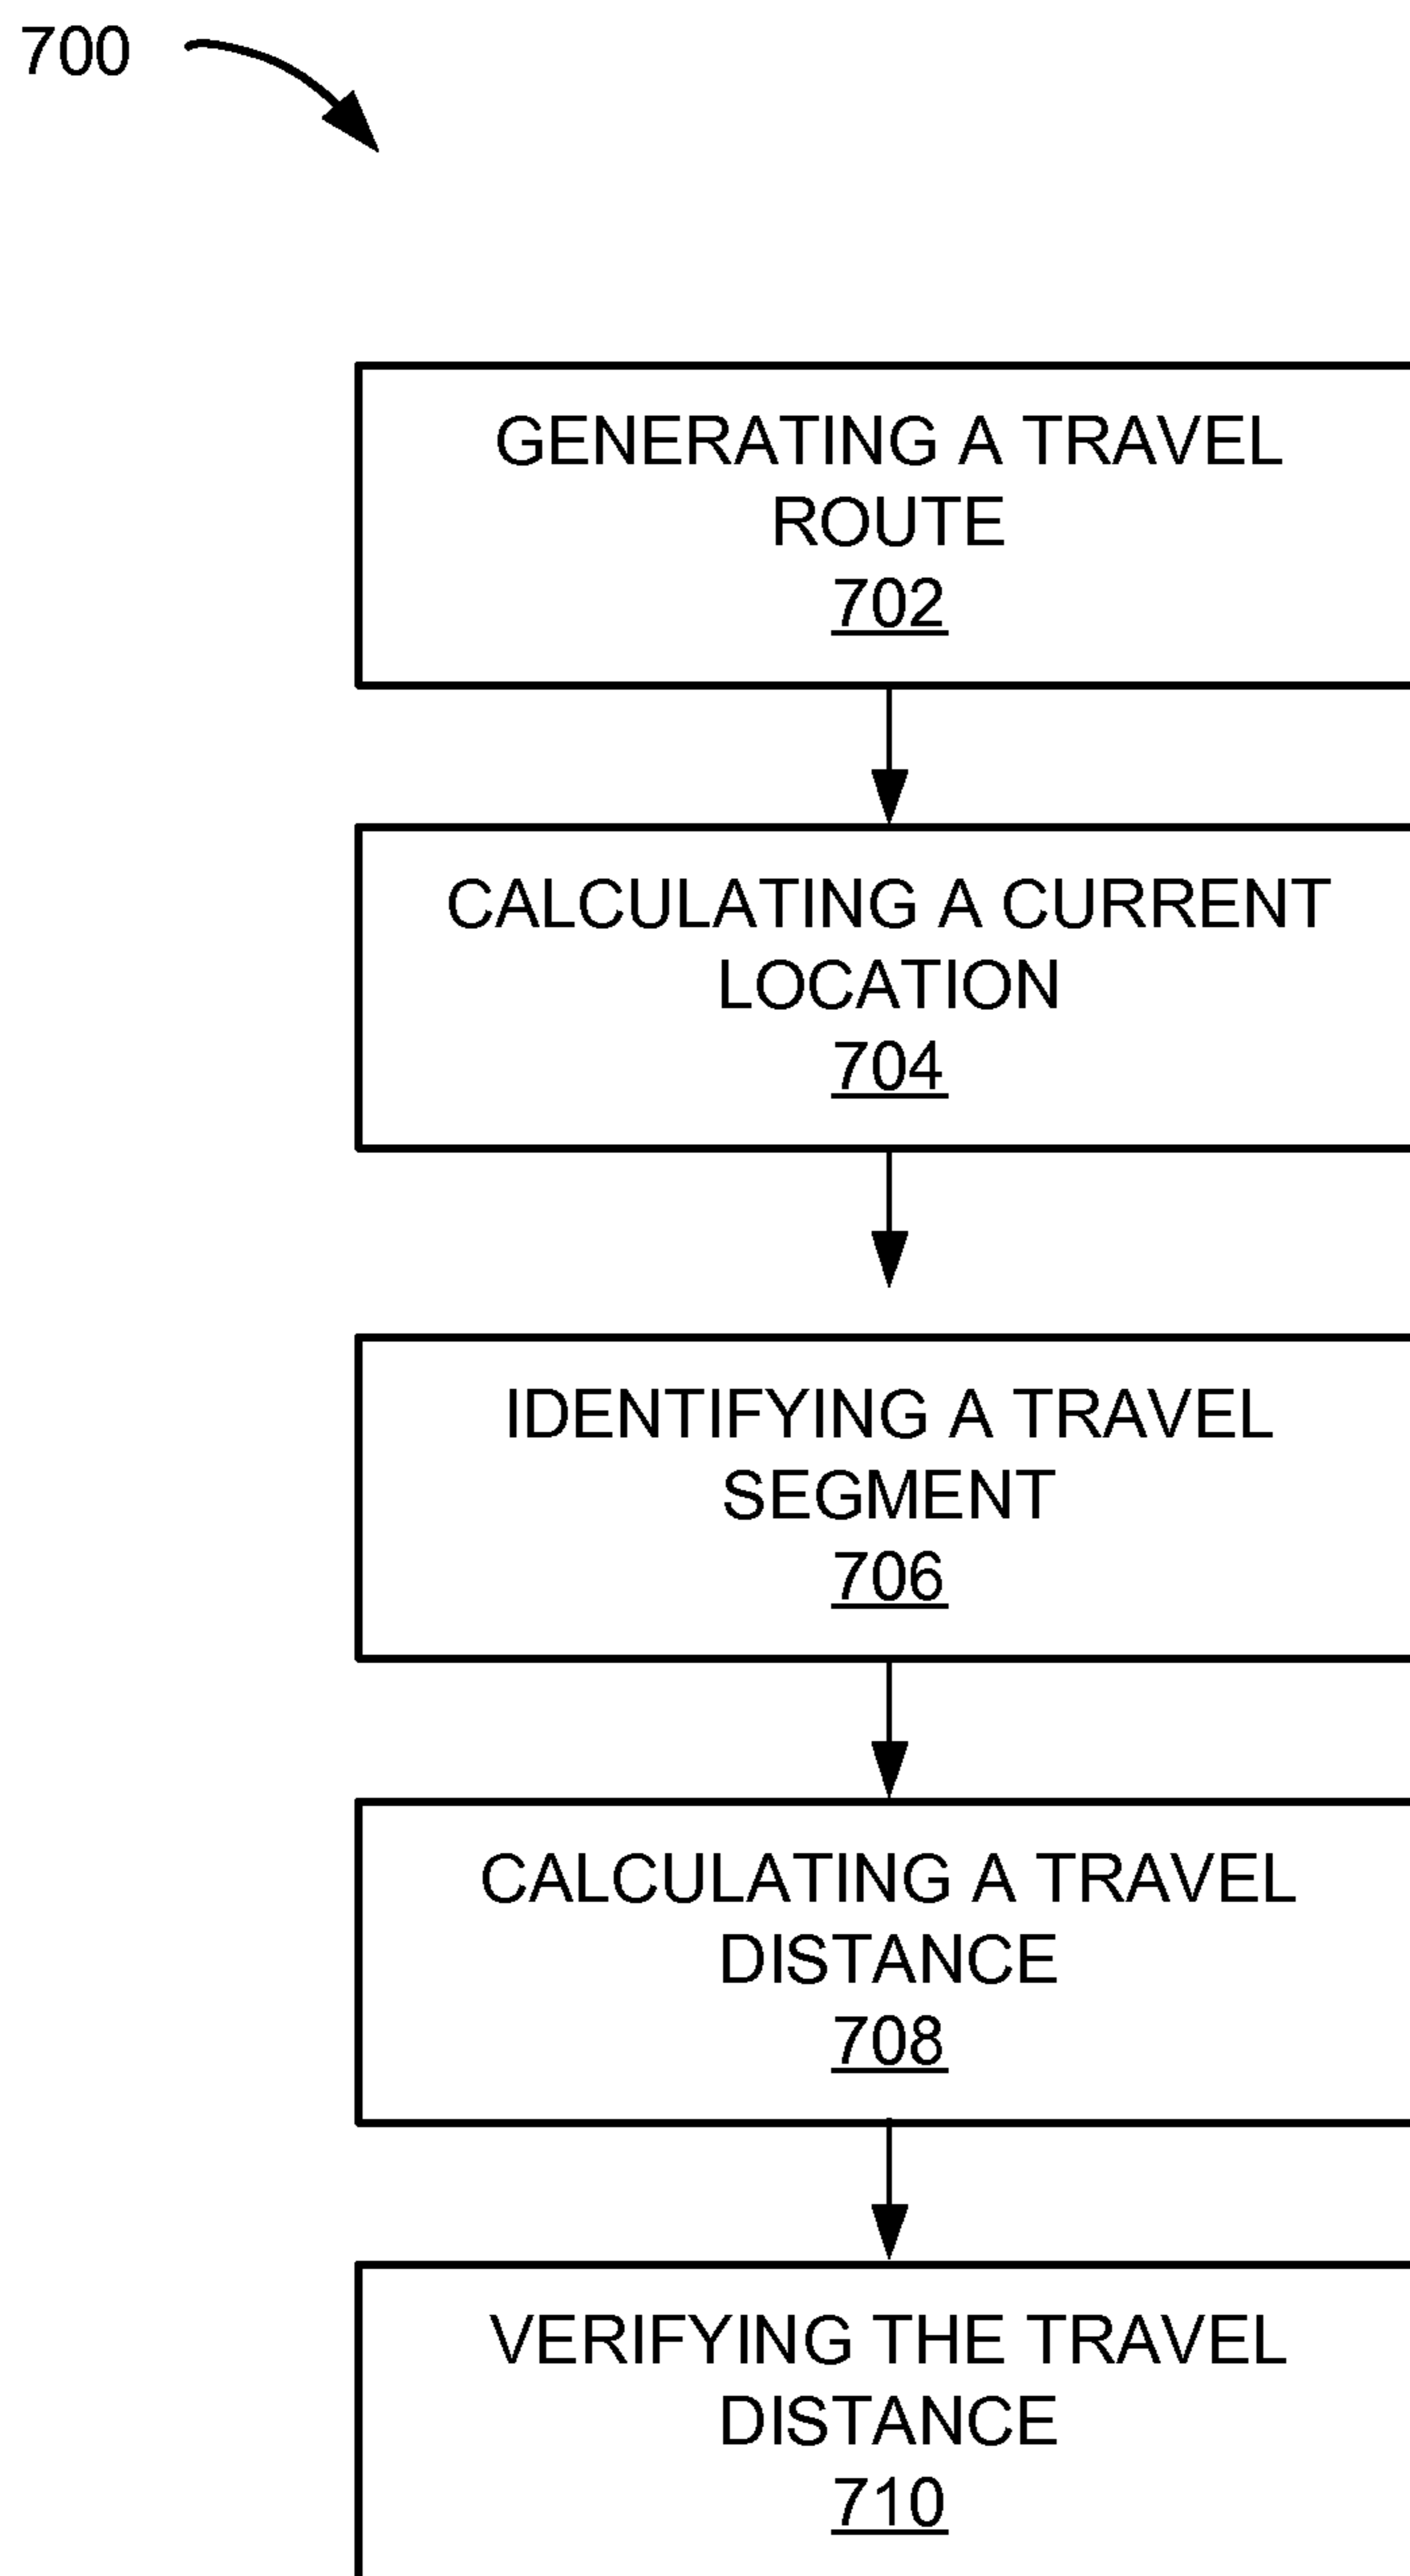 700
GENERATING A TRAVEL
ROUTE
702
CALCULATING A CURRENT
LOCATION
704
IDENTIFYING A TRAVEL
SEGMENT
706
CALCULATING A TRAVEL
DISTANCE
708
VERIFYING THE TRAVEL
DISTANCE
710